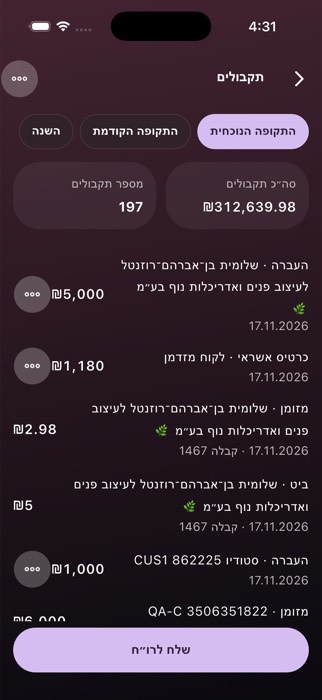 4:31
תקבולים
התקופה הנוכחית
התקופה הקודמת
השנה
סה״כ תקבולים
₪312,639.98
מספר תקבולים
197
העברה · שלומית בן־אברהם־רוזנטל
לעיצוב פנים ואדריכלות נוף בע״מ
🌿
17.11.2026
₪5,000
כרטיס אשראי · לקוח מזדמן
17.11.2026
₪1,180
מזומן · שלומית בן־אברהם־רוזנטל לעיצוב
פנים ואדריכלות נוף בע״מ 🌿
17.11.2026 · קבלה 1467
₪2.98
ביט · שלומית בן־אברהם־רוזנטל לעיצוב פנים
ואדריכלות נוף בע״מ 🌿
17.11.2026 · קבלה 1467
₪5
העברה · סטודיו CUS1 862225
17.11.2026
₪1,000
מזומן · QA-C 3506351822
₪6,000
שלח לרו״ח